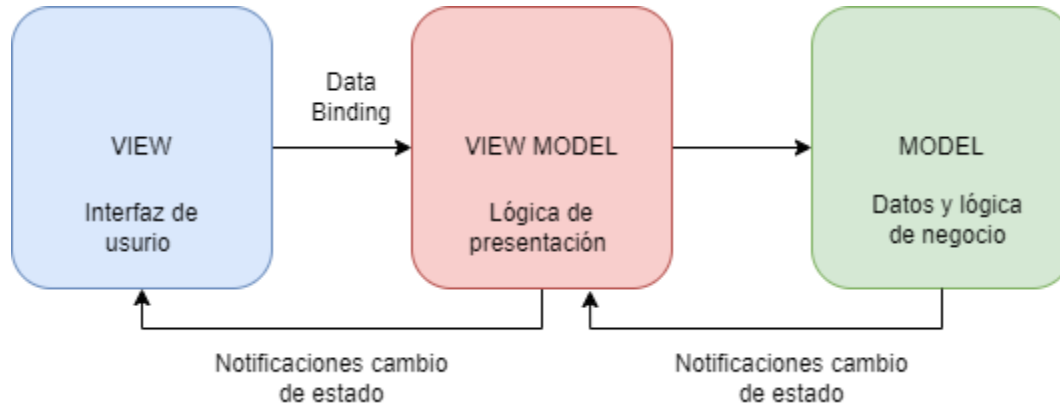 Data
Binding
VIEW
VIEW MODEL
MODEL
Interfaz de
usurio
Lógica de
presentación
Datos y lógica
de negocio
Notificaciones cambio
de estado
Notificaciones cambio
de estado